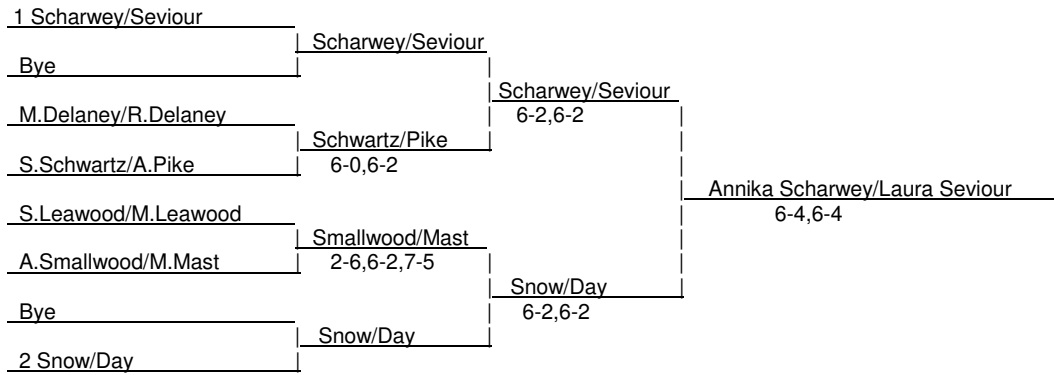 1 Scharwey/Seviour
Scharwey/Seviour
Bye
Scharwey/Seviour
M.Delaney/R.Delaney
6-2,6-2
Schwartz/Pike
S.Schwartz/A.Pike
6-0,6-2
Annika Scharwey/Laura Seviour
S.Leawood/M.Leawood
6-4,6-4
Smallwood/Mast
A.Smallwood/M.Mast
2-6,6-2,7-5
Snow/Day
Bye
6-2,6-2
Snow/Day
2 Snow/Day